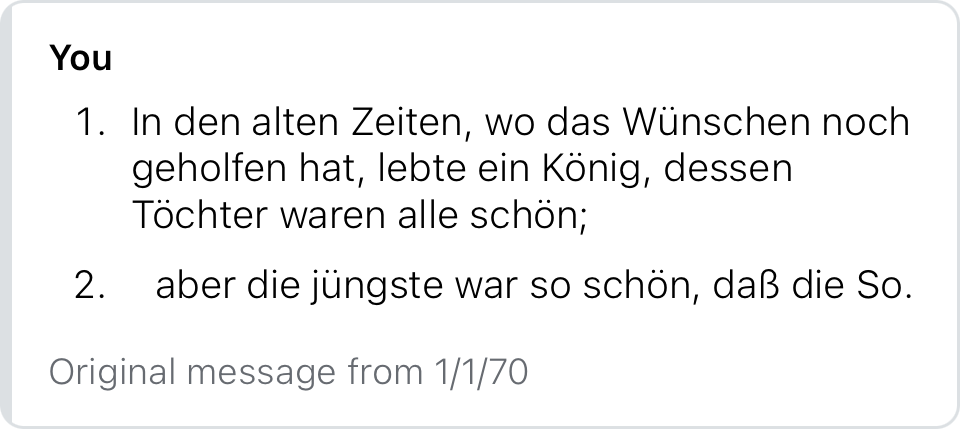 You
1. In den alten Zeiten, wo das Wünschen noch
geholfen hat, lebte ein König, dessen
Töchter waren alle schön;
2. aber die jüngste war so schön, daß die So.
Original message from 1/1/70